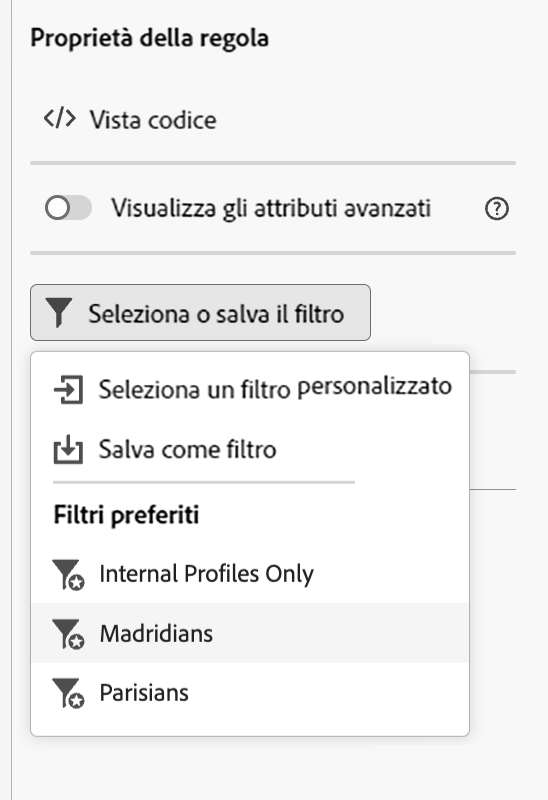 Proprietà della regola
</> Vista codice
Visualizza gli attributi avanzati
Seleziona o salva il filtro
Seleziona un filtro personalizzato
Salva come filtro
Filtri preferiti
Internal Profiles Only
Madridians
Parisians